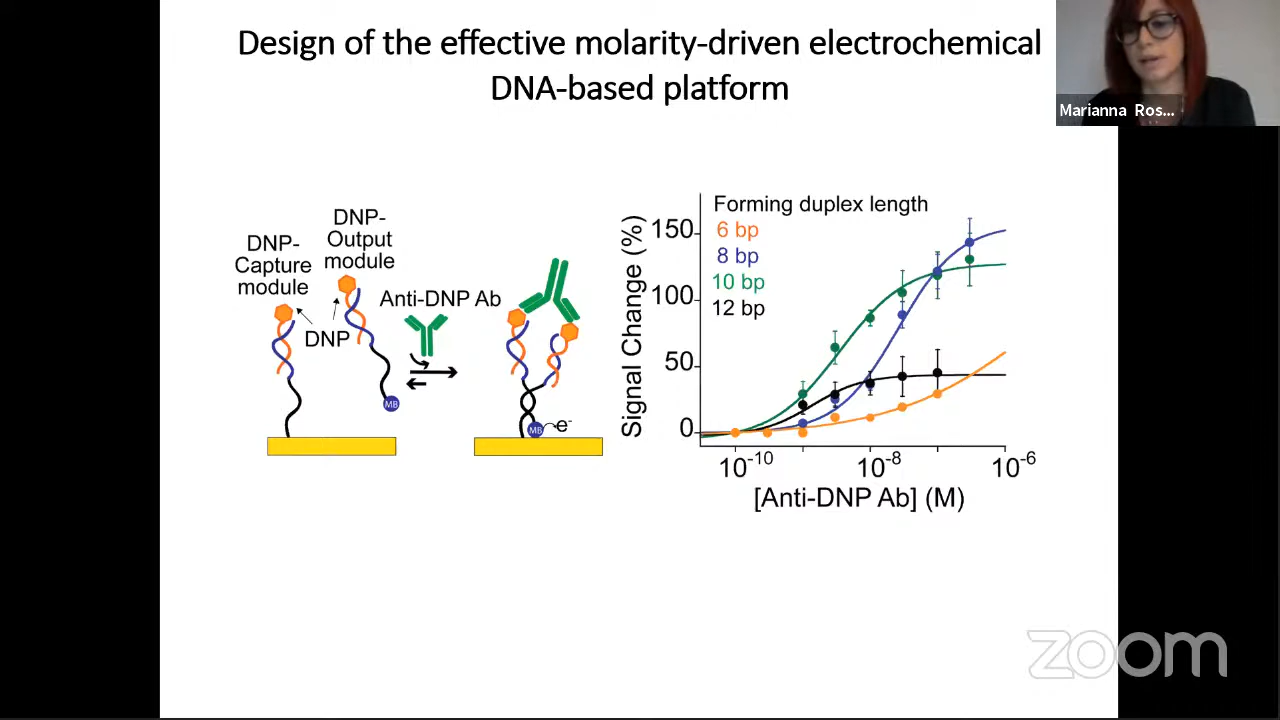 Design of the effective molarity-driven electrochemical
DNA-based platform
Marianna Ros...
DNP-
Capture
module
DNP-
Output
module
DNP
Anti-DNP Ab
MB
MB
e-
Signal Change (%)
150
100
50
0
Forming duplex length
6 bp
8 bp
10 bp
12 bp
10-10
10-8
10-6
[Anti-DNP Ab] (M)
zoom